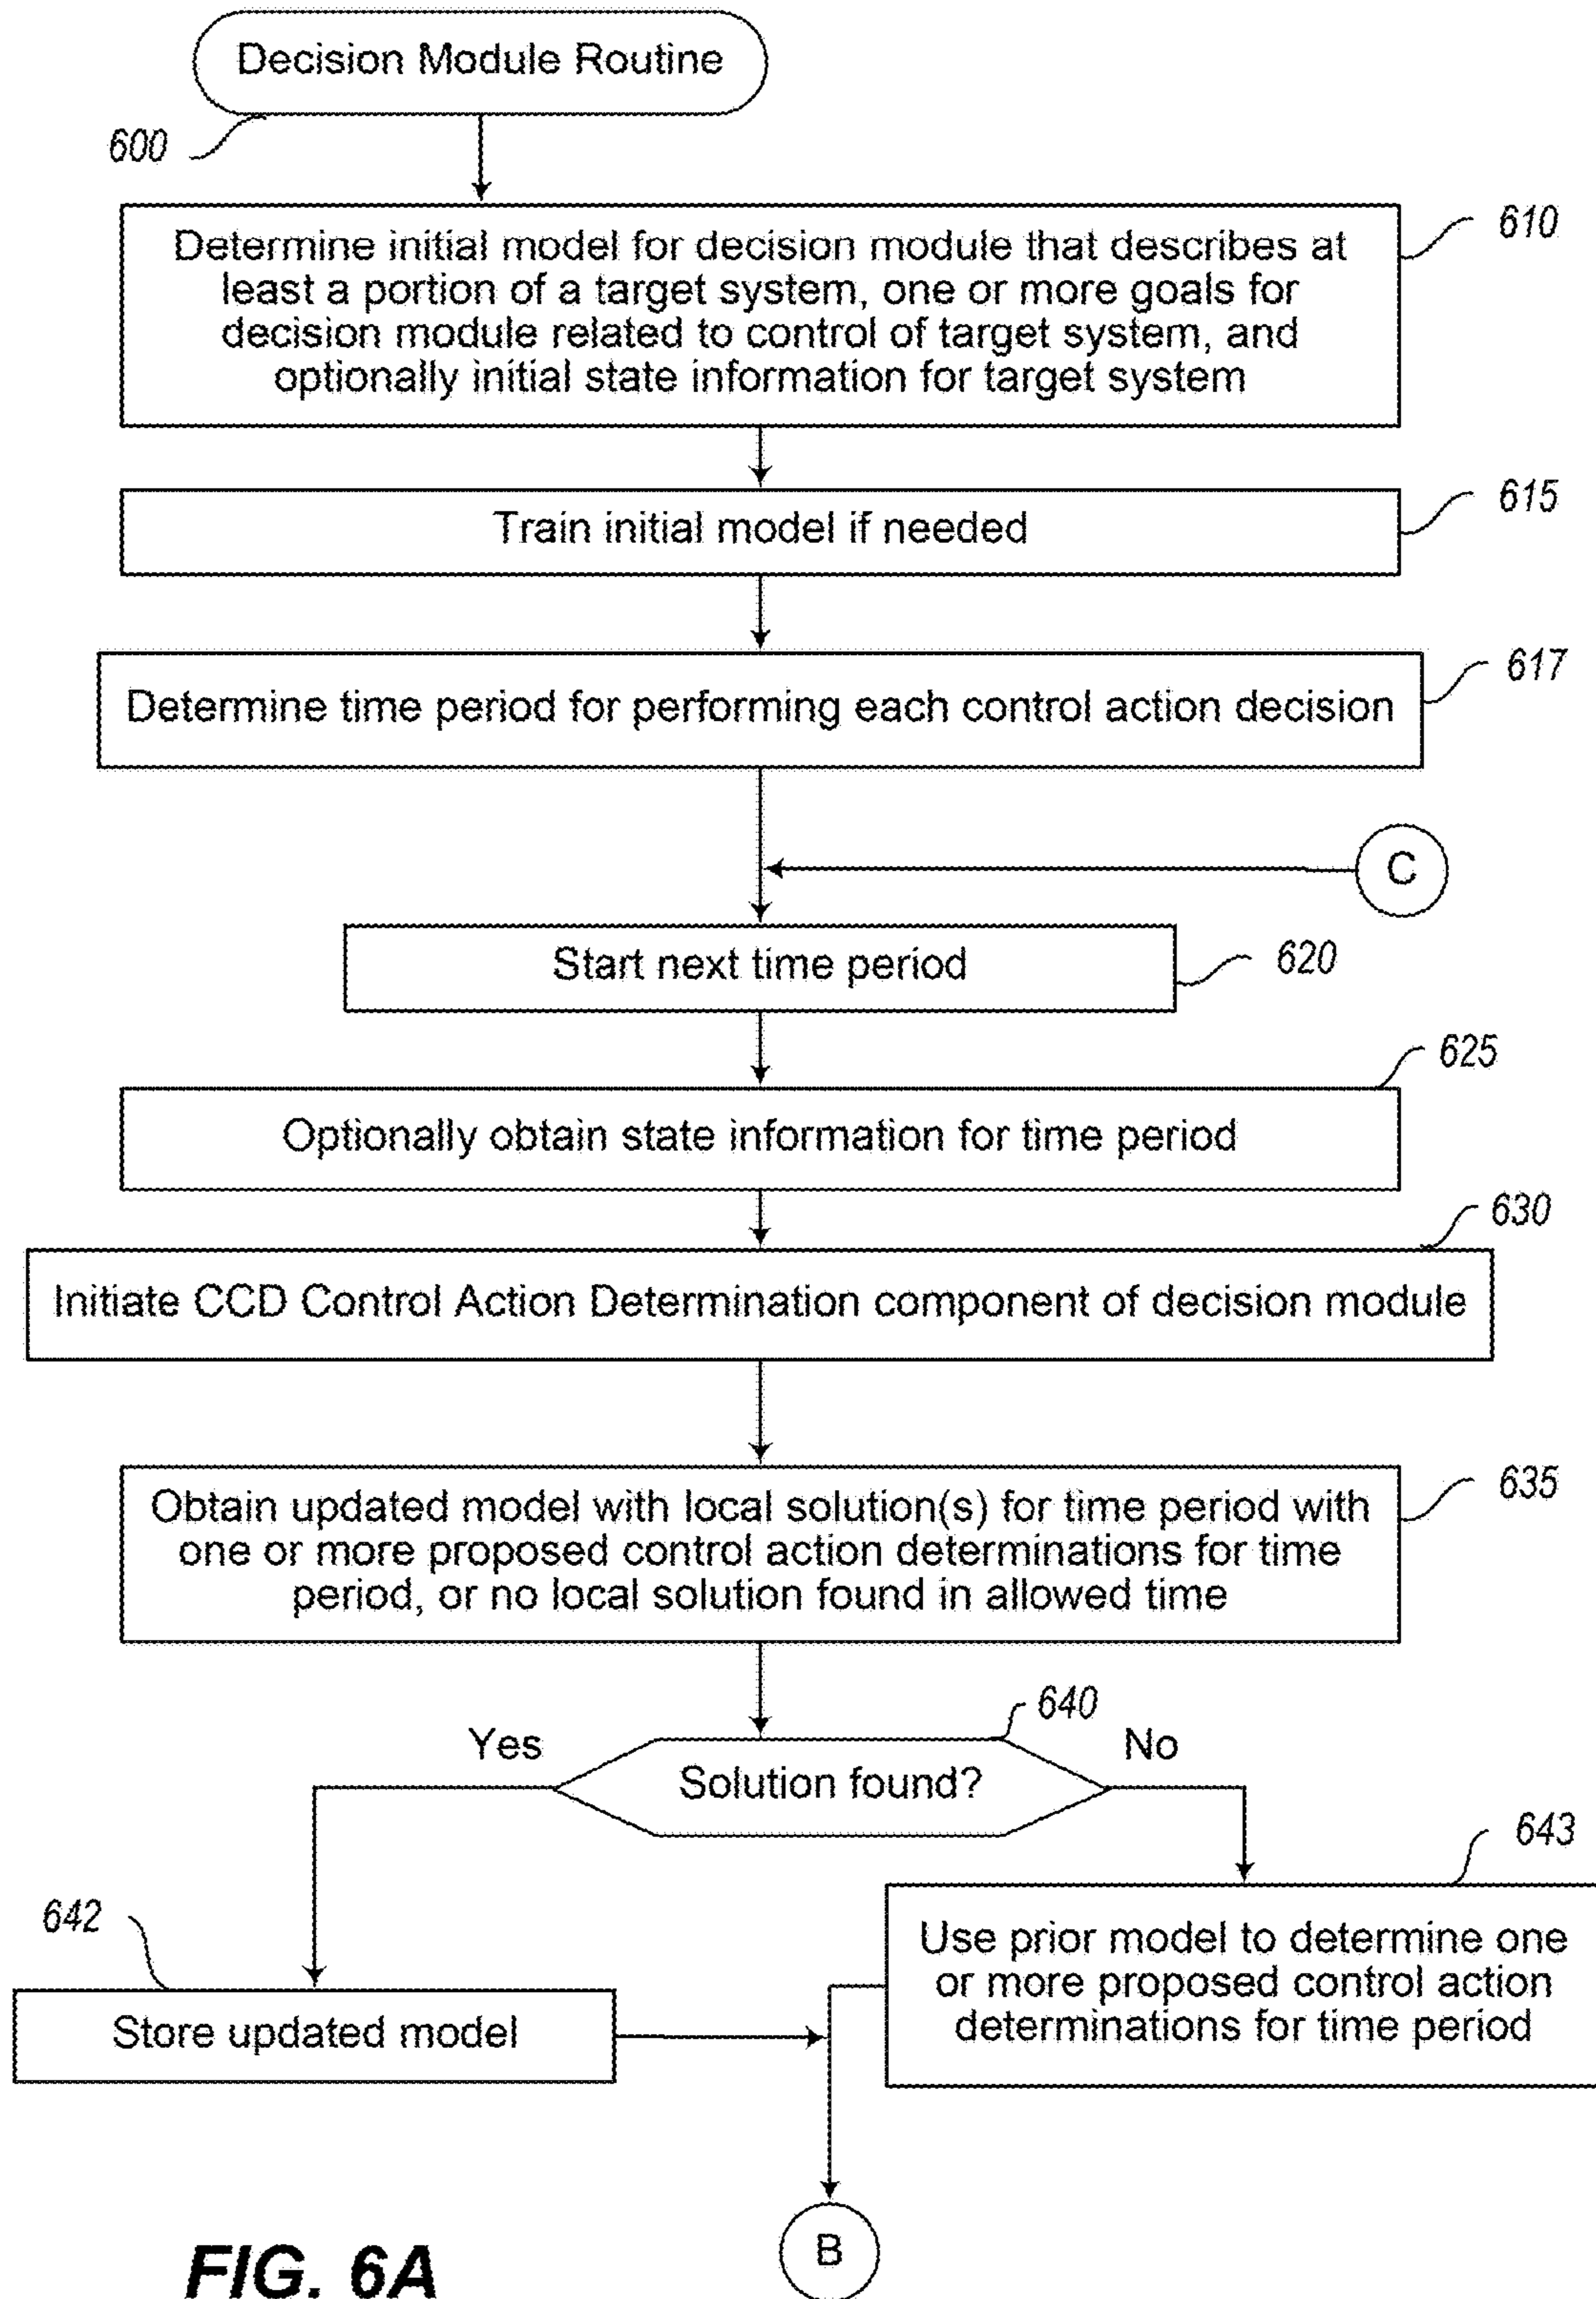 Decision Module Routine
600
610
Determine initial model for decision module that describes at
least a portion of a target system, one or more goals for
decision module related to control of target system, and
optionally initial state information for target system
615
Train initial model if needed
617
Determine time period for performing each control action decision
C
Start next time period
620
625
Optionally obtain state information for time period
630
Initiate CCD Control Action Determination component of decision module
635
Obtain updated model with local solution(s) for time period with
one or more proposed control action determinations for time
period, or no local solution found in allowed time
640
Yes
No
Solution found?
643
642
Use prior model to determine one
or more proposed control action
determinations for time period
Store updated model
B
FIG. 6A